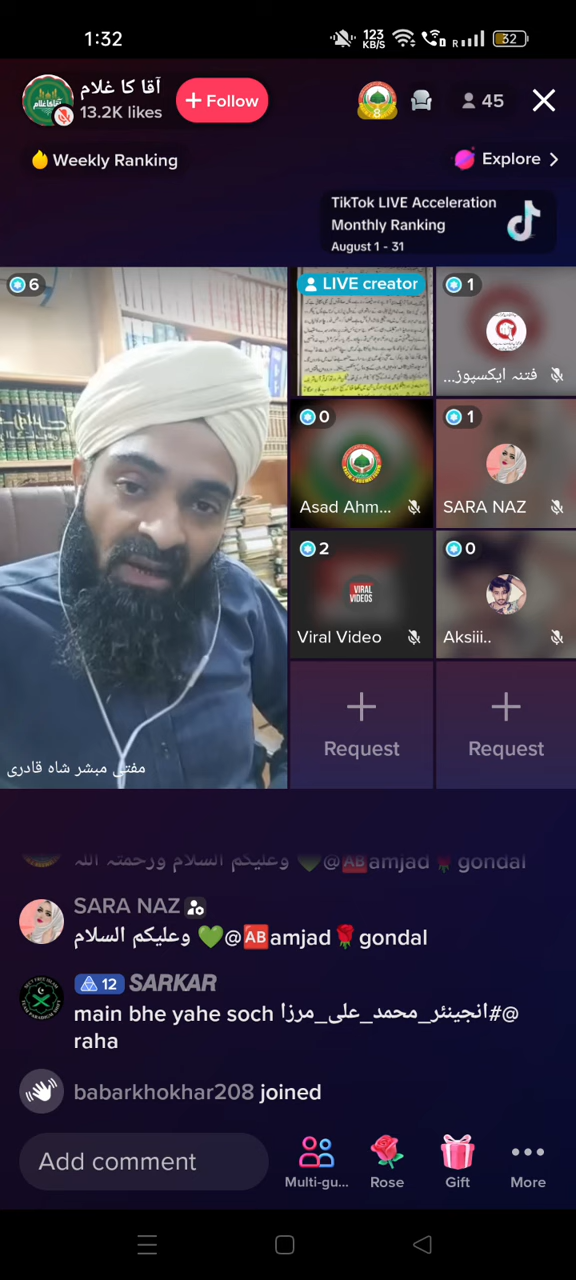 1:32
123
KB/S
R
32
آقا کا غلام
13.2K likes
+ Follow
8
45
Weekly Ranking
Explore >
TikTok LIVE Acceleration
Monthly Ranking
August 1 - 31
6
LIVE creator
1
فتنہ ایکسپوز...
0
Asad Ahm...
1
SARA NAZ
2
VIRAL
VIDEOS
Viral Video
0
Aksiii..
مفتی مبشر شاہ قادری
Request
Request
وعلیکم السلام ورحمتہ اللہ 💚@🆎amjad🌹gondal
SARA NAZ
وعلیکم السلام 💚@🆎amjad🌹gondal
12 SARKAR
main bhe yahe soch @#انجینئر_محمد_علی_مرزا
raha
babarkhokhar208 joined
Add comment
Multi-gu...
Rose
Gift
More